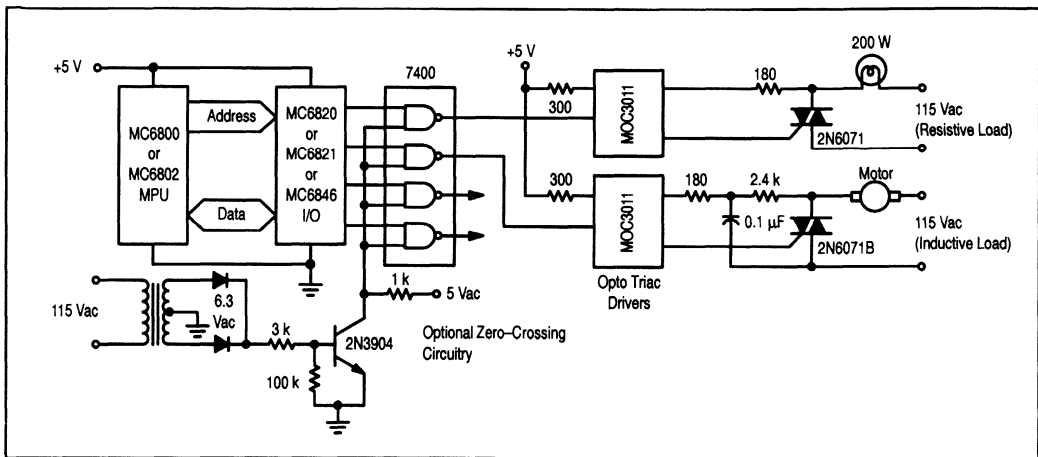 +5 V
MC6800
or
MC6802
MPU
Address
Data
MC6820
or
MC6821
or
MC6846
I/O
7400
+5 V
300
MOC3011
180
200 W
2N6071
115 Vac
(Resistive Load)
300
MOC3011
180
2.4 k
0.1 μF
Motor
2N6071B
115 Vac
(Inductive Load)
Opto Triac
Drivers
1 k
5 Vac
115 Vac
6.3
Vac
3 k
100 k
2N3904
Optional Zero–Crossing
Circuitry